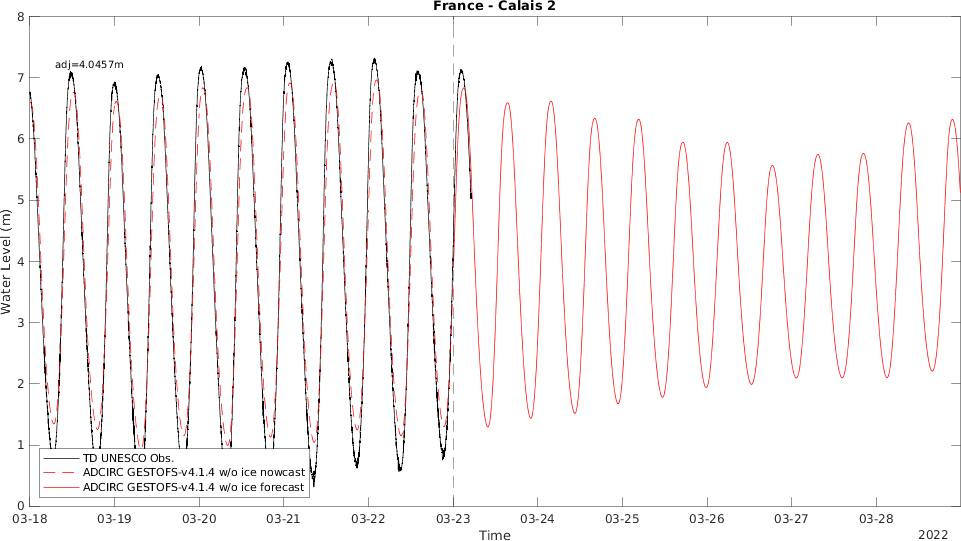 France - Calais 2
adj=4.0457m
Water Level (m)
8
7
6
5
4
3
2
1
0
TD UNESCO Obs.
ADCIRC GESTOFS-v4.1.4 w/o ice nowcast
ADCIRC GESTOFS-v4.1.4 w/o ice forecast
03-18 03-19 03-20 03-21 03-22 03-23 03-24 03-25 03-26 03-27 03-28
Time
2022